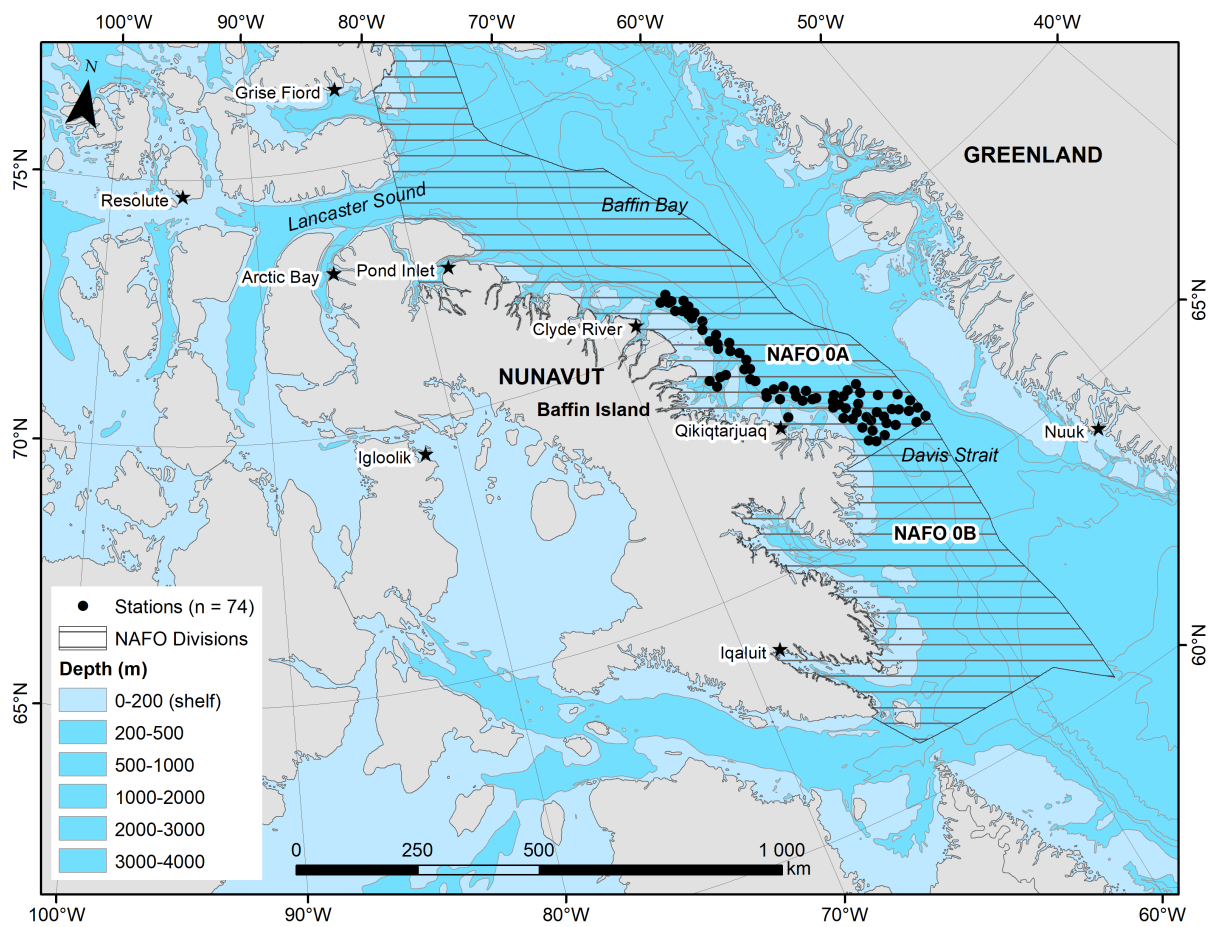 100°W 90°W 80°W 70°W 60°W 50°W 40°W
N
Grise Fiord
GREENLAND
75°N
Resolute
Lancaster Sound
Baffin Bay
Arctic Bay
Pond Inlet
65°N
Clyde River
NAFO 0A
NUNAVUT
Baffin Island
Qikiqtarjuaq
Nuuk
70°N
Igloolik
Davis Strait
NAFO 0B
Stations (n = 74)
NAFO Divisions
Iqaluit
60°N
Depth (m)
0-200 (shelf)
65°N
200-500
500-1000
1000-2000
2000-3000
3000-4000
0 250 500 1 000
km
100°W 90°W 80°W 70°W 60°W